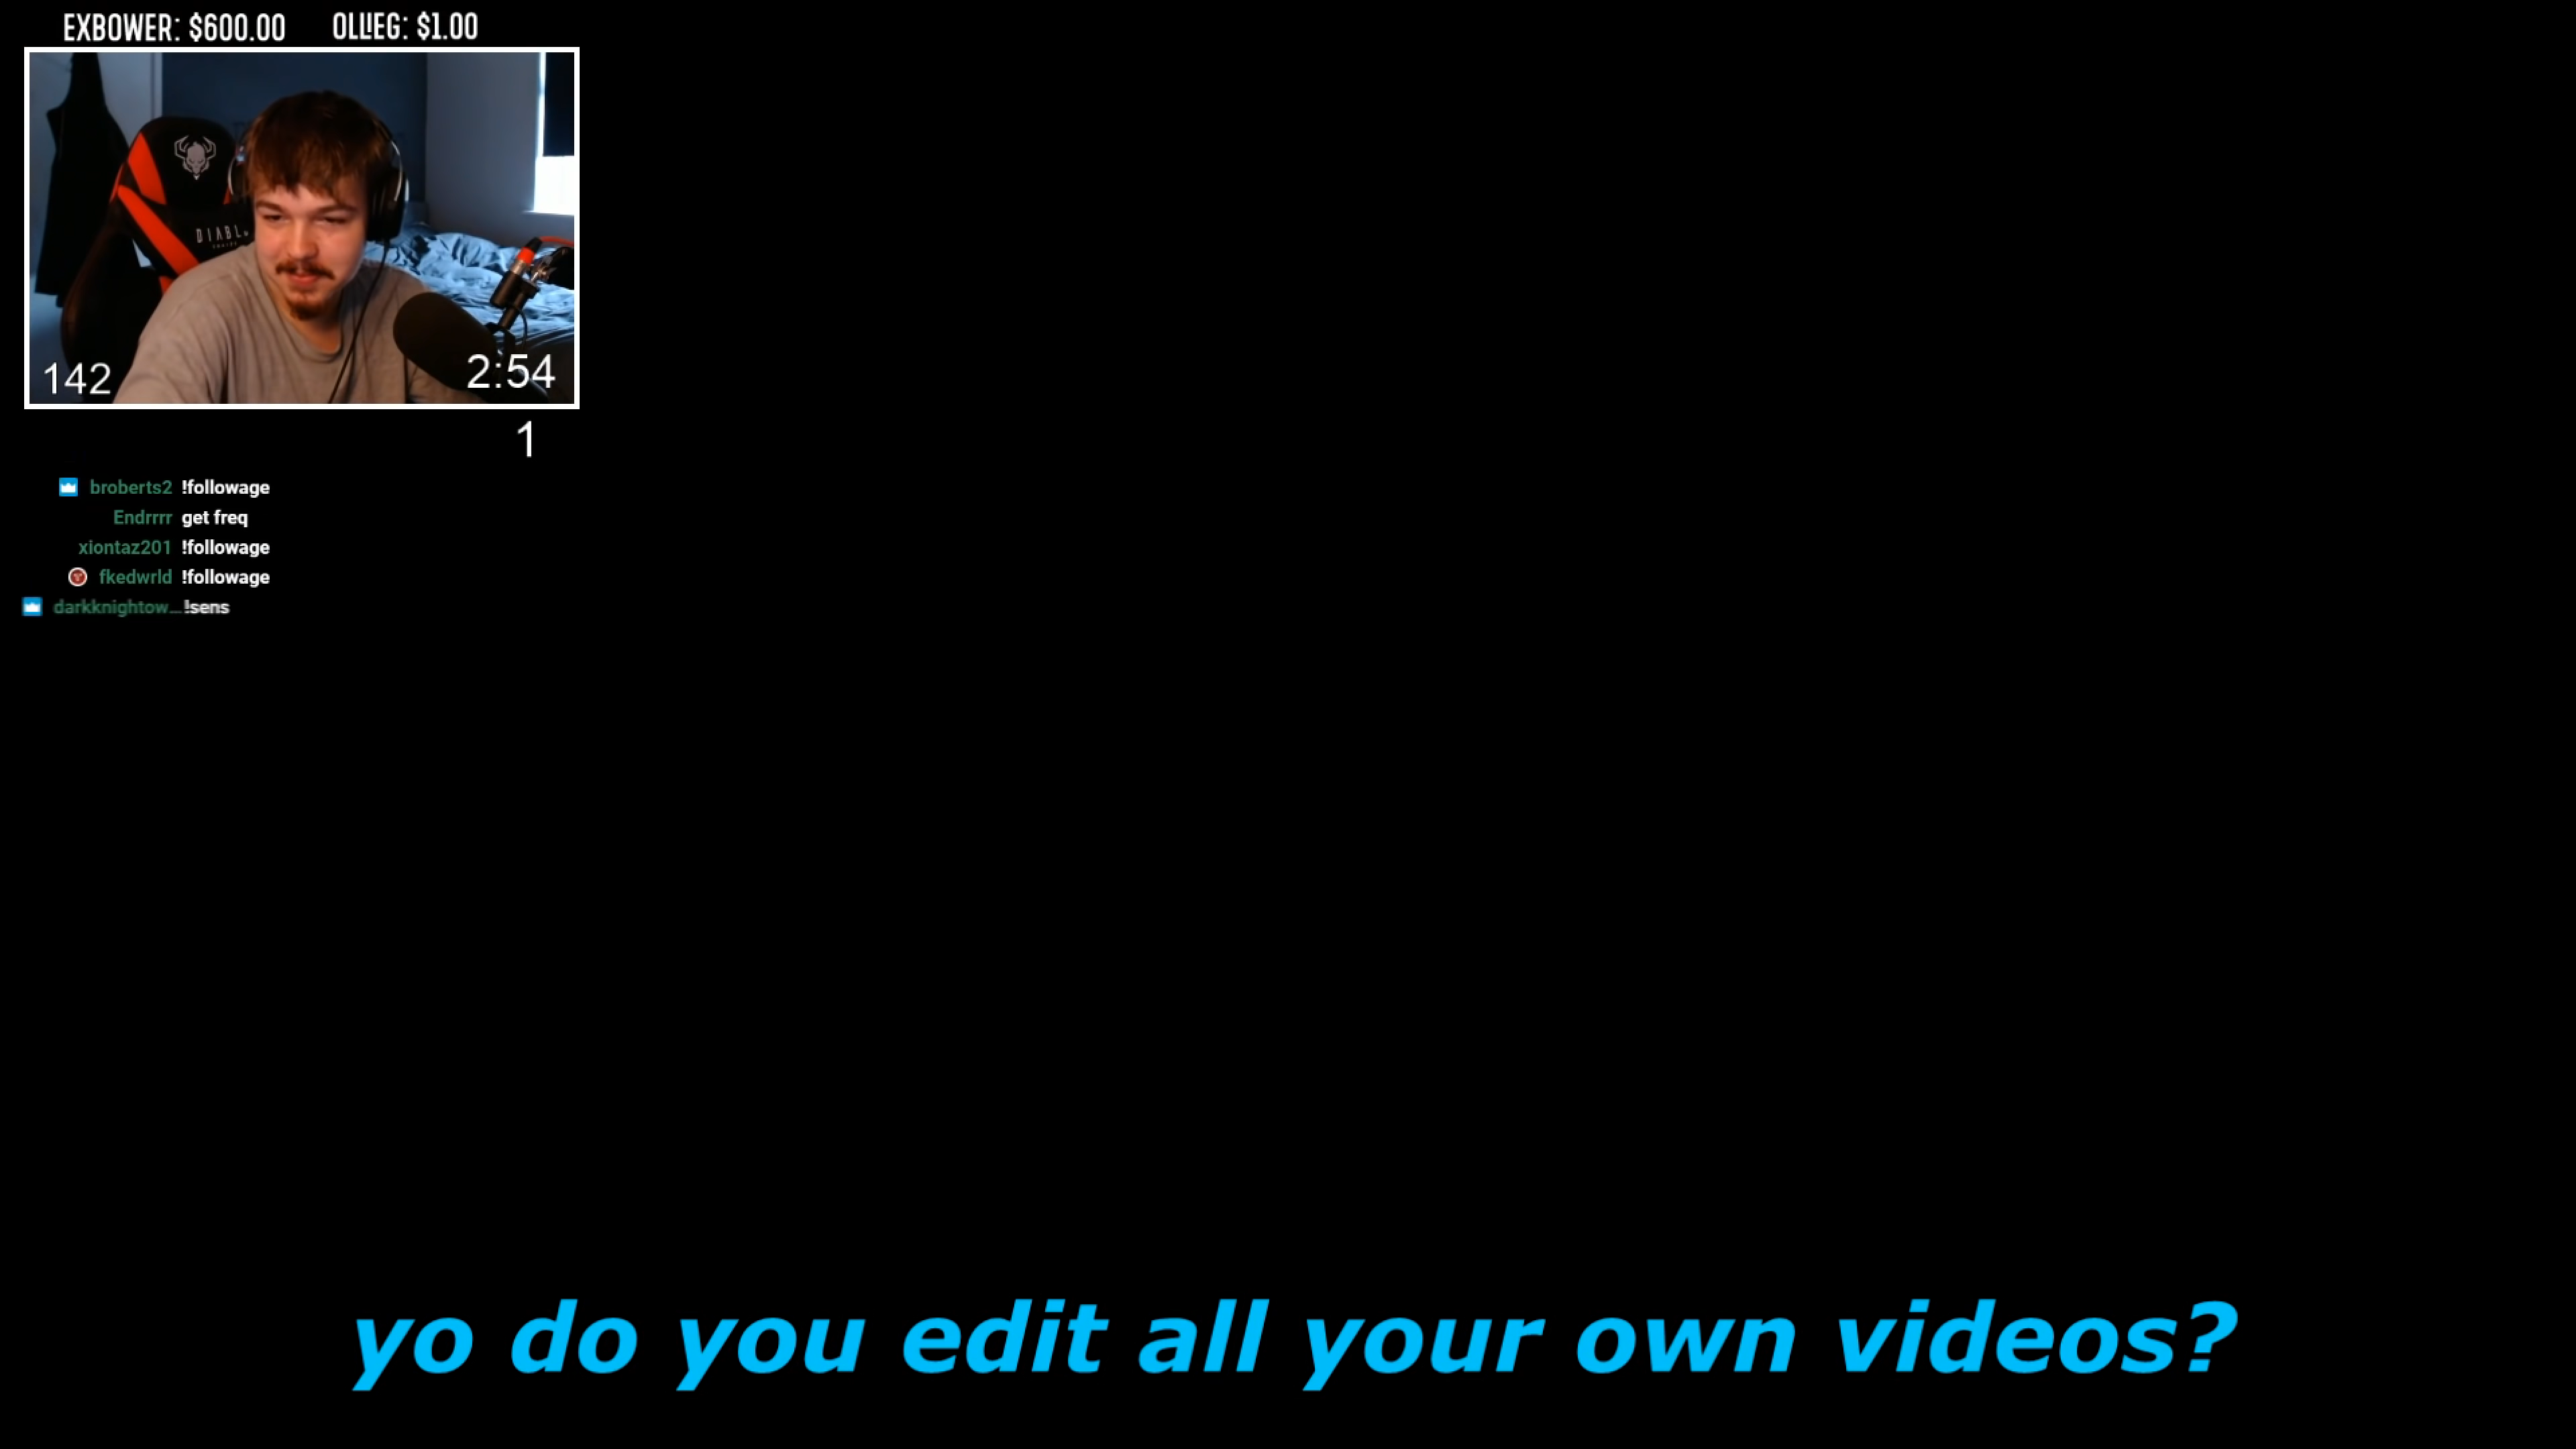 EXBOWER: $600.00 OLLIEG: $1.00
DIABLO
142 2:54
1
broberts2 !followage
Endrrrr get freq
xiontaz201 !followage
fkedwrld !followage
darkknightow... !sens
yo do you edit all your own videos?